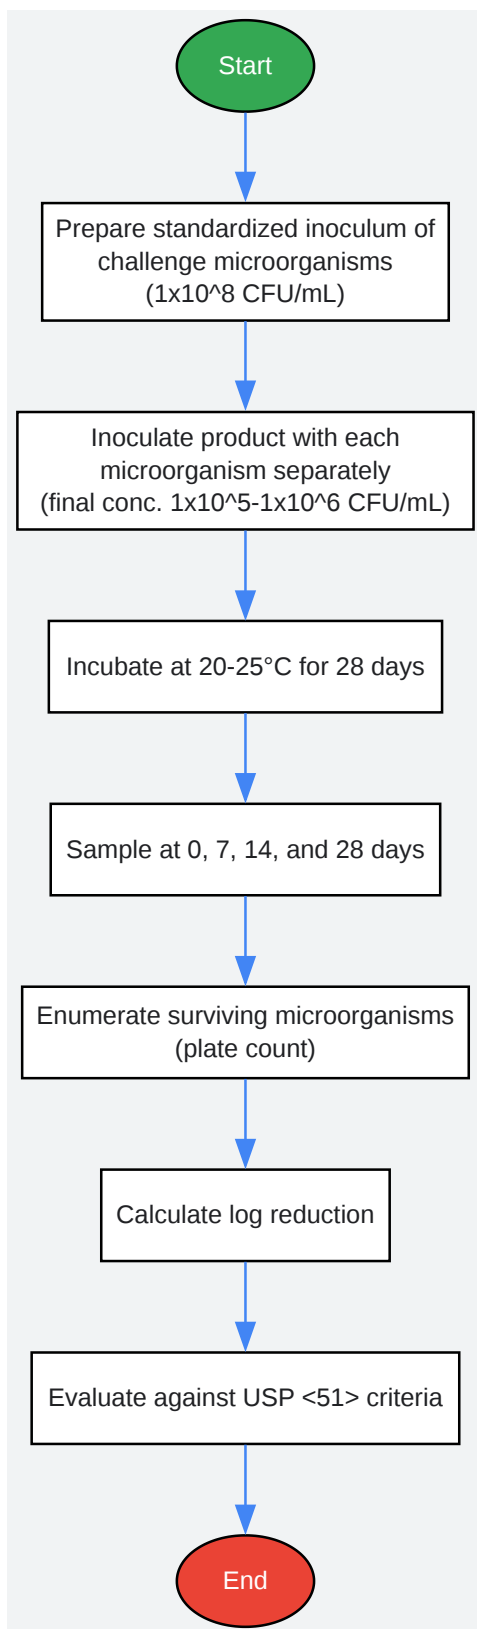 Start
Prepare standardized inoculum of
challenge microorganisms
(1x10^8 CFU/mL)
Inoculate product with each
microorganism separately
(final conc. 1x10^5-1x10^6 CFU/mL)
Incubate at 20-25°C for 28 days
Sample at 0, 7, 14, and 28 days
Enumerate surviving microorganisms
(plate count)
Calculate log reduction
Evaluate against USP <51> criteria
End